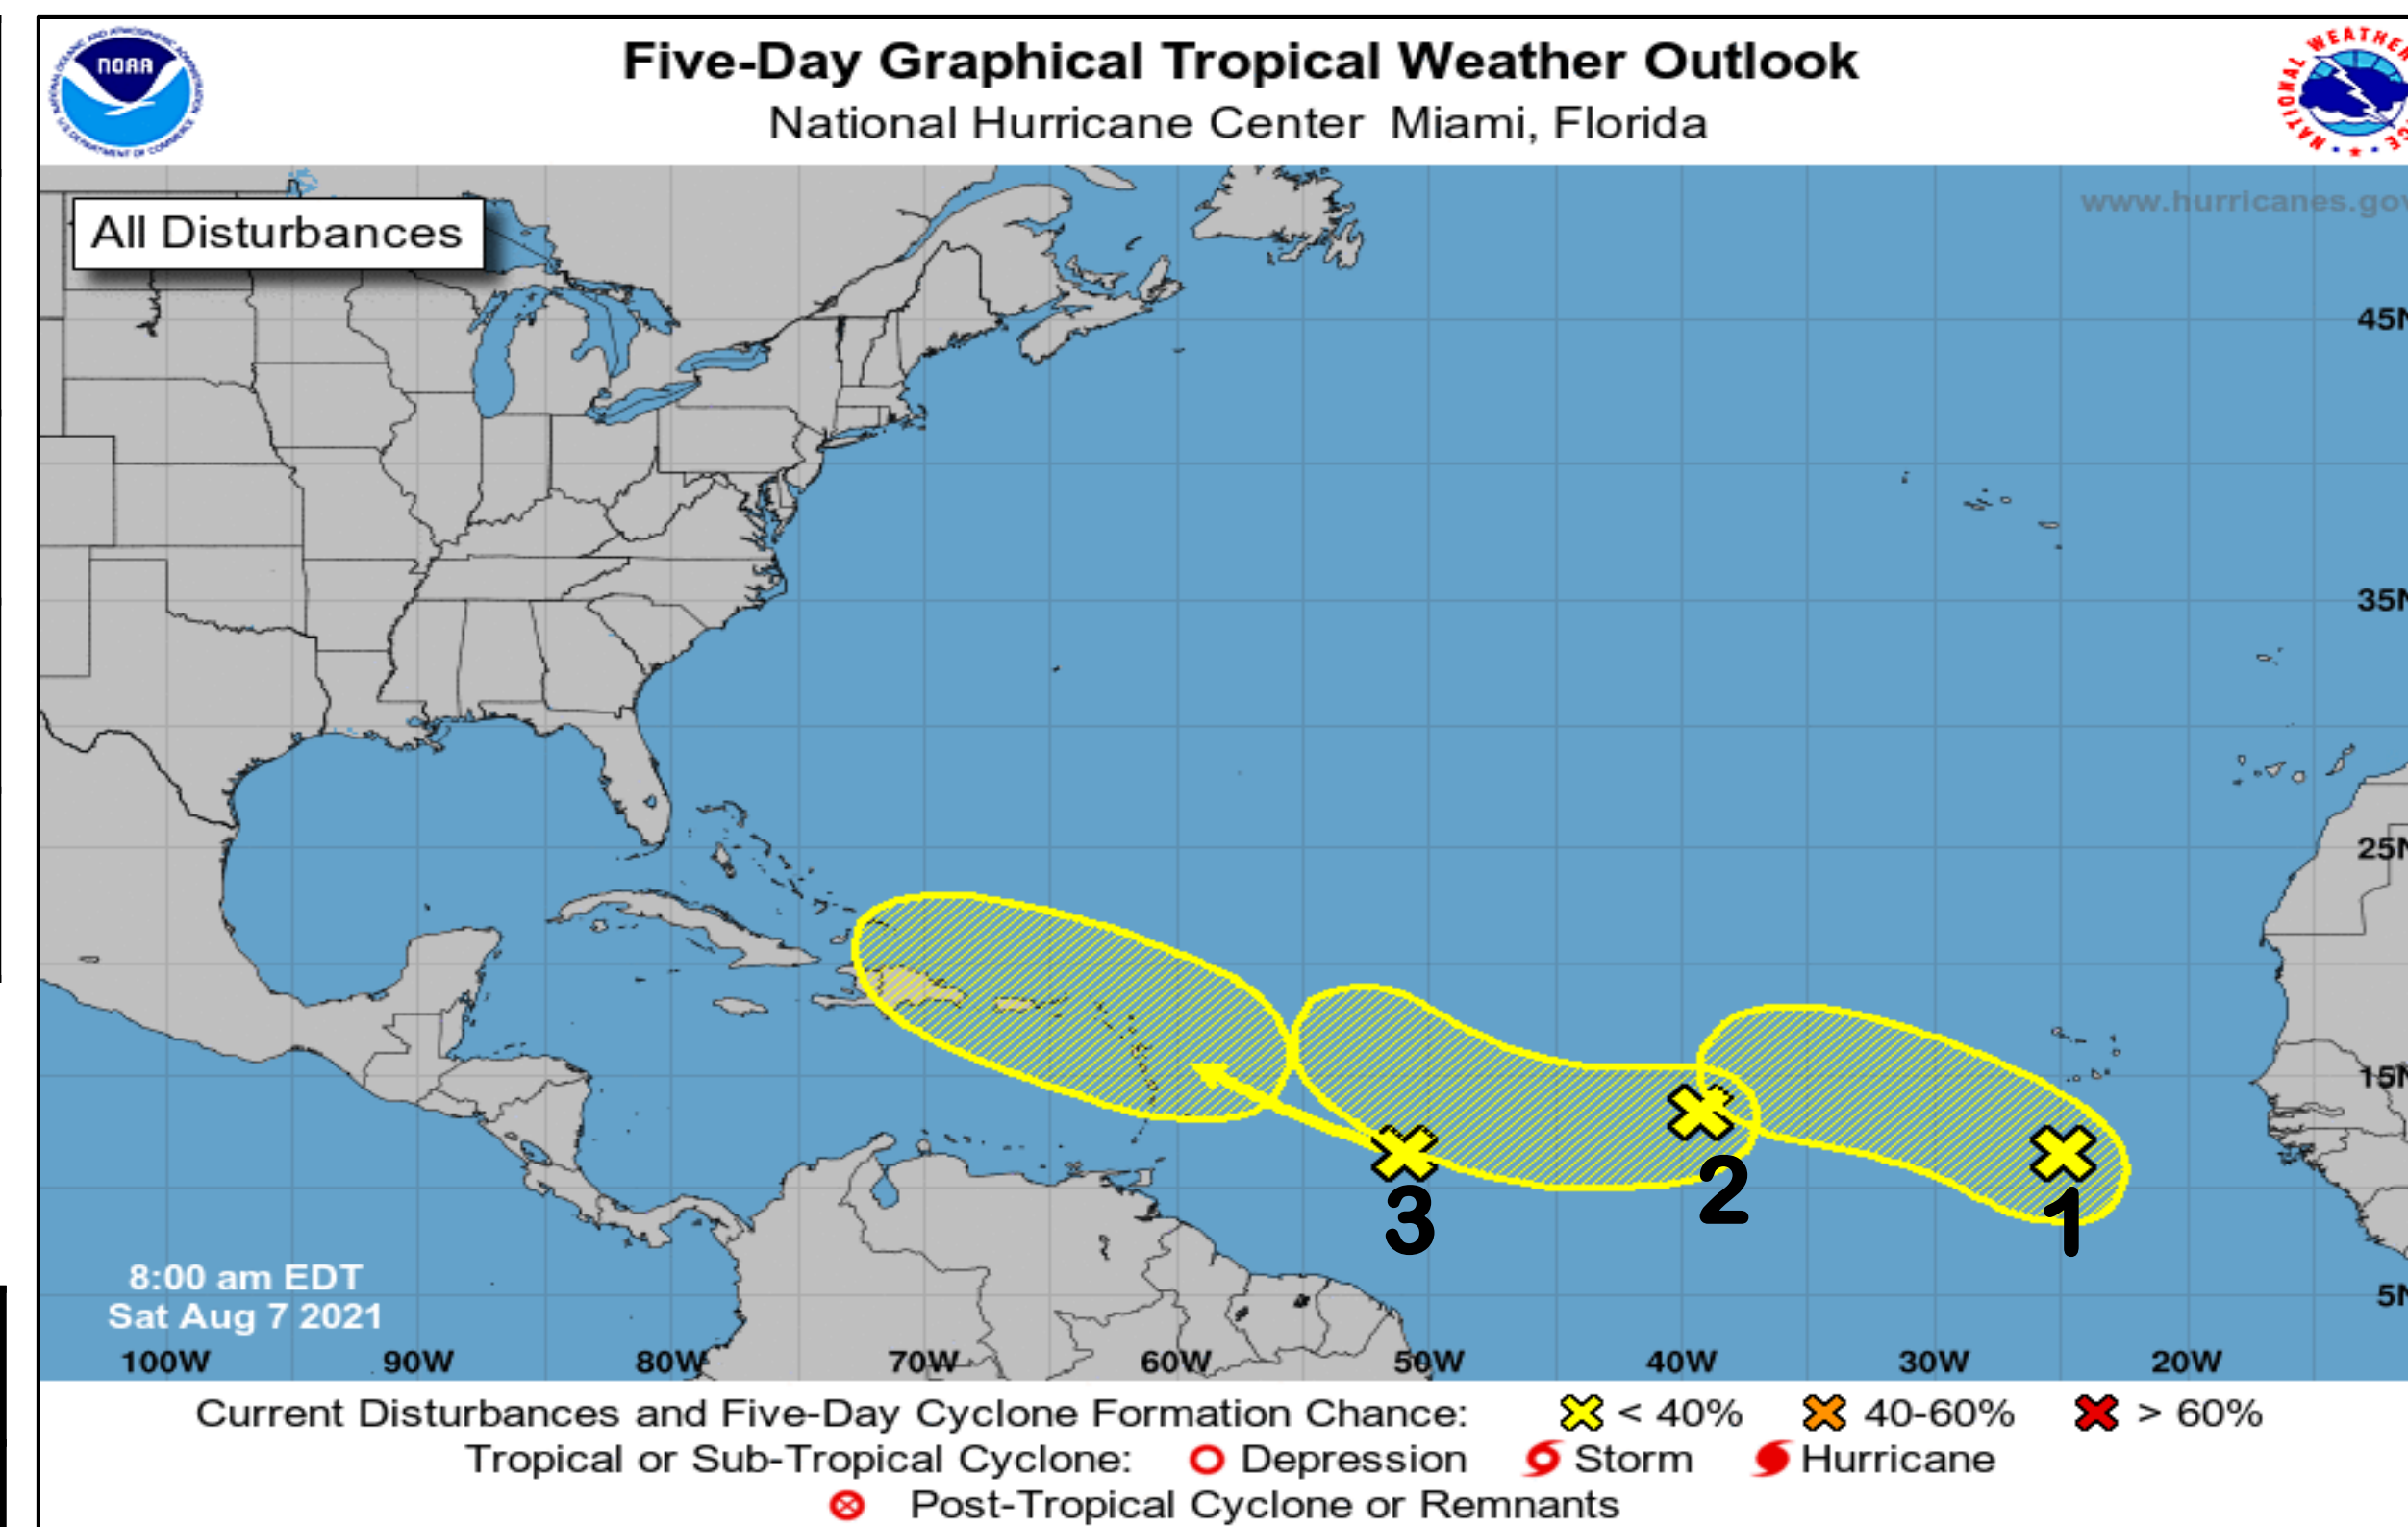 NOAA
Five-Day Graphical Tropical Weather Outlook
National Hurricane Center Miami, Florida
NATIONAL WEATHER
All Disturbances
www.hurricanes.gov
45N
35N
25N
15N
5N
3
2
1
8:00 am EDT
Sat Aug 7 2021
100W 90W 80W 70W 60W 50W 40W 30W 20W
Current Disturbances and Five-Day Cyclone Formation Chance: < 40% 40-60% > 60%
Tropical or Sub-Tropical Cyclone: Depression Storm Hurricane
Post-Tropical Cyclone or Remnants